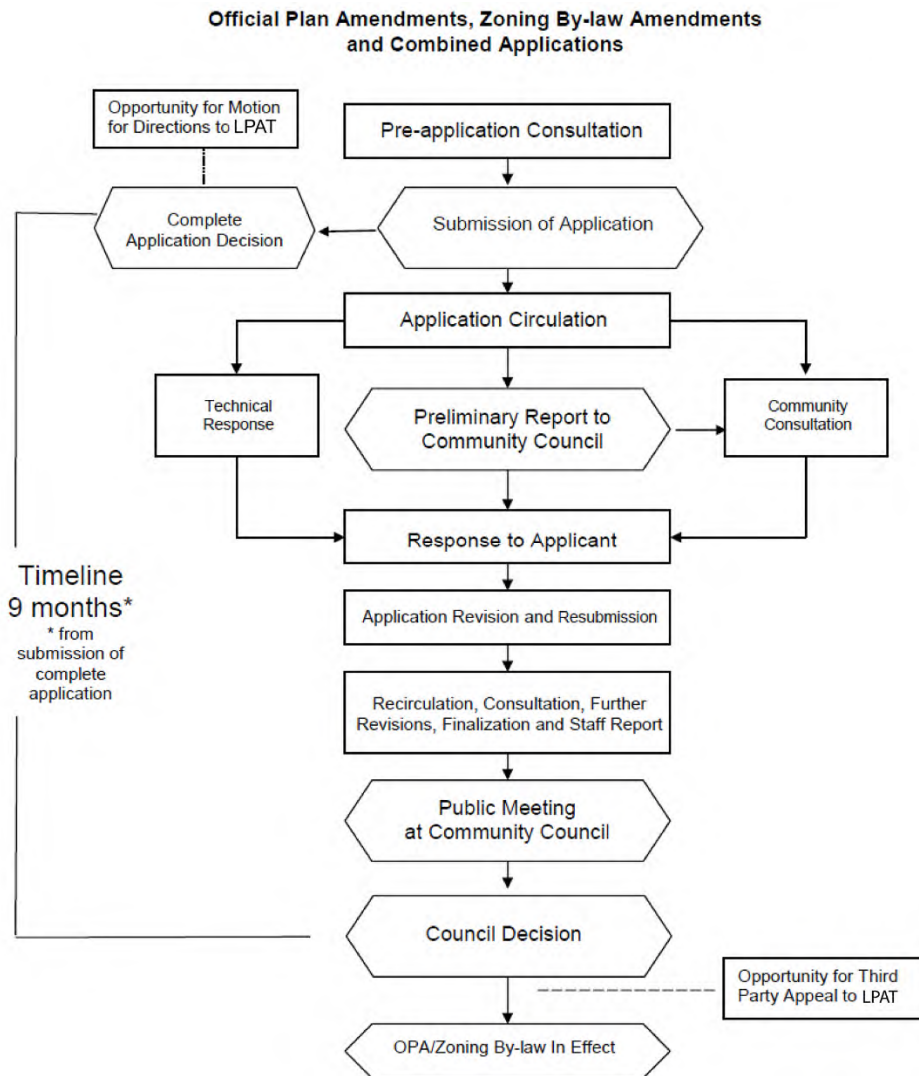 Official Plan Amendments, Zoning By-law Amendments
and Combined Applications
Opportunity for Motion
for Directions to LPAT
Pre-application Consultation
Complete
Application Decision
Submission of Application
Application Circulation
Technical
Response
Preliminary Report to
Community Council
Community
Consultation
Response to Applicant
Timeline
9 months*
* from
submission of
complete
application
Application Revision and Resubmission
Recirculation, Consultation, Further
Revisions, Finalization and Staff Report
Public Meeting
at Community Council
Council Decision
Opportunity for Third
Party Appeal to LPAT
OPA/Zoning By-law In Effect